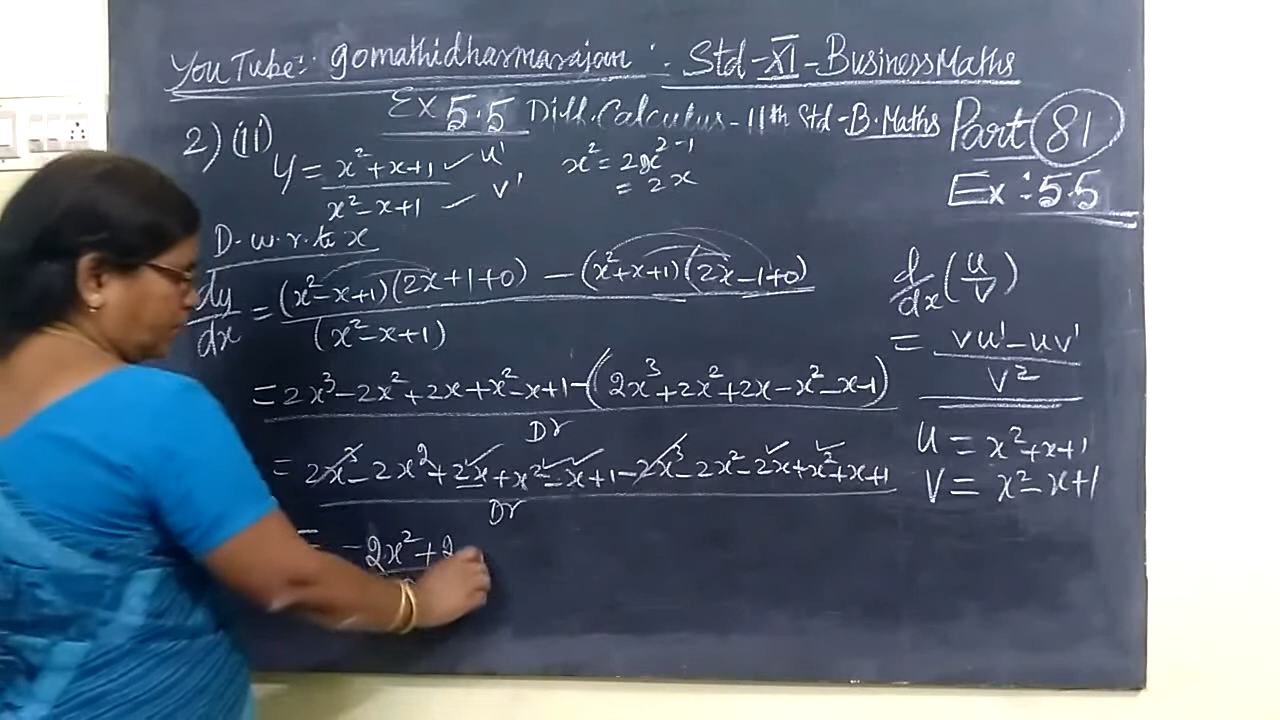 YouTube:· gomathidharmarajan : Std-XI-Business Maths
Ex 5.5 Diff. Calculus - 11th Std - B. Maths Part 81
Ex : 5.5
2) (ii)
y = (x² + x + 1) / (x² - x + 1) ✓ u' v'
x² = 2x²⁻¹
= 2x
D. w. r. to x
dy/dx = ((x² - x + 1)(2x + 1 + 0) - (x² + x + 1)(2x - 1 + 0)) / (x² - x + 1)
= (2x³ - 2x² + 2x + x² - x + 1 - (2x³ + 2x² + 2x - x² - x - 1)) / Dr
= (2x³ - 2x² + 2x + x² - x + 1 - 2x³ - 2x² - 2x + x² + x + 1) / Dr
= -2x² + 2
d/dx (u/v)
= (vu' - uv') / v²
u = x² + x + 1
v = x² - x + 1